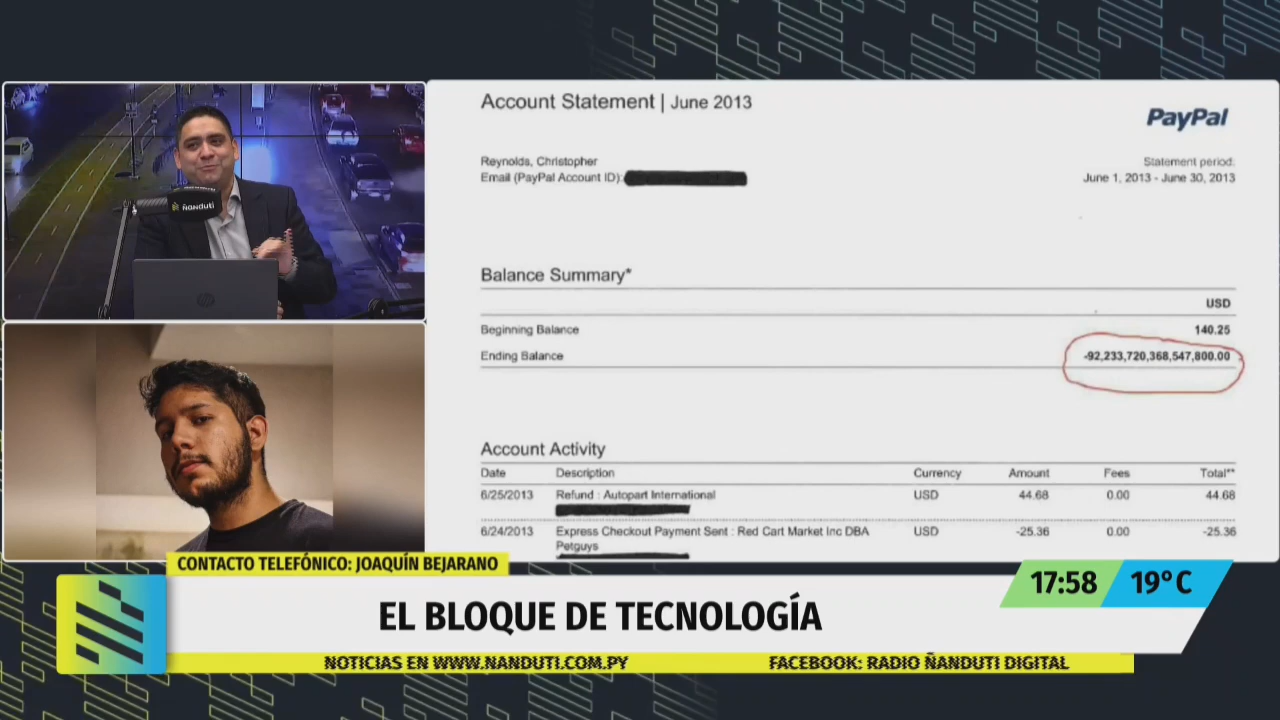 Account Statement | June 2013
PayPal
Reynolds, Christopher
Email (PayPal Account ID):
Statement period:
June 1, 2013 - June 30, 2013
Balance Summary*
USD
Beginning Balance 140.25
Ending Balance -92,233,720,368,547,800.00
Account Activity
Date Description Currency Amount Fees Total**
6/25/2013 Refund : Autopart International USD 44.68 0.00 44.68
6/24/2013 Express Checkout Payment Sent : Red Cart Market Inc DBA USD -25.36 0.00 -25.36
Petguys
ñanduti
hp
CONTACTO TELEFÓNICO: JOAQUÍN BEJARANO
EL BLOQUE DE TECNOLOGÍA
17:58 19°C
NOTICIAS EN WWW.NANDUTI.COM.PY FACEBOOK: RADIO ÑANDUTI DIGITAL